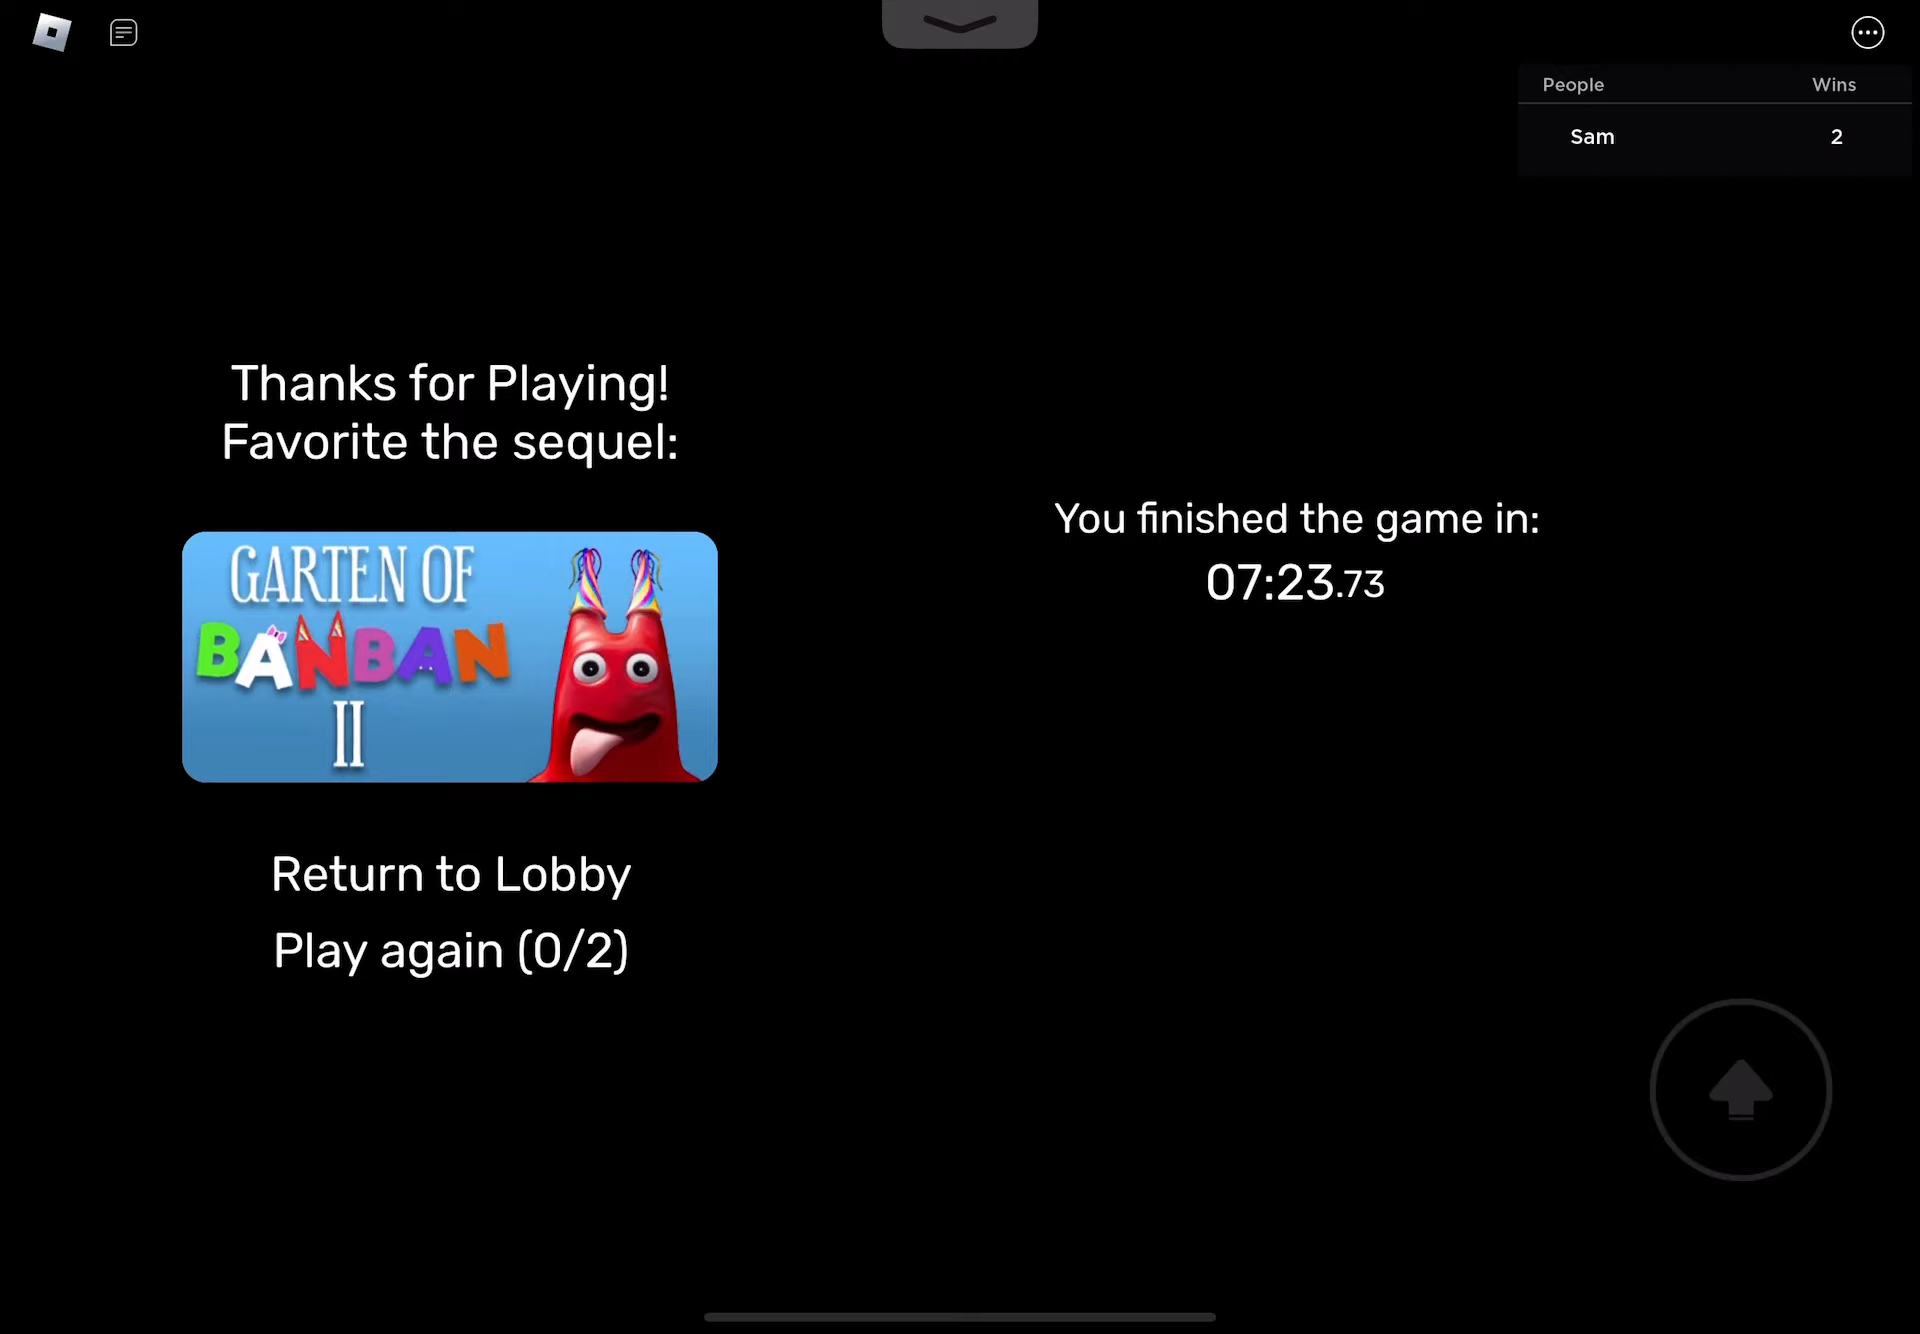 People Wins
Sam 2
Thanks for Playing!
Favorite the sequel:
GARTEN OF
BANBAN
II
Return to Lobby
Play again (0/2)
You finished the game in:
07:23.73